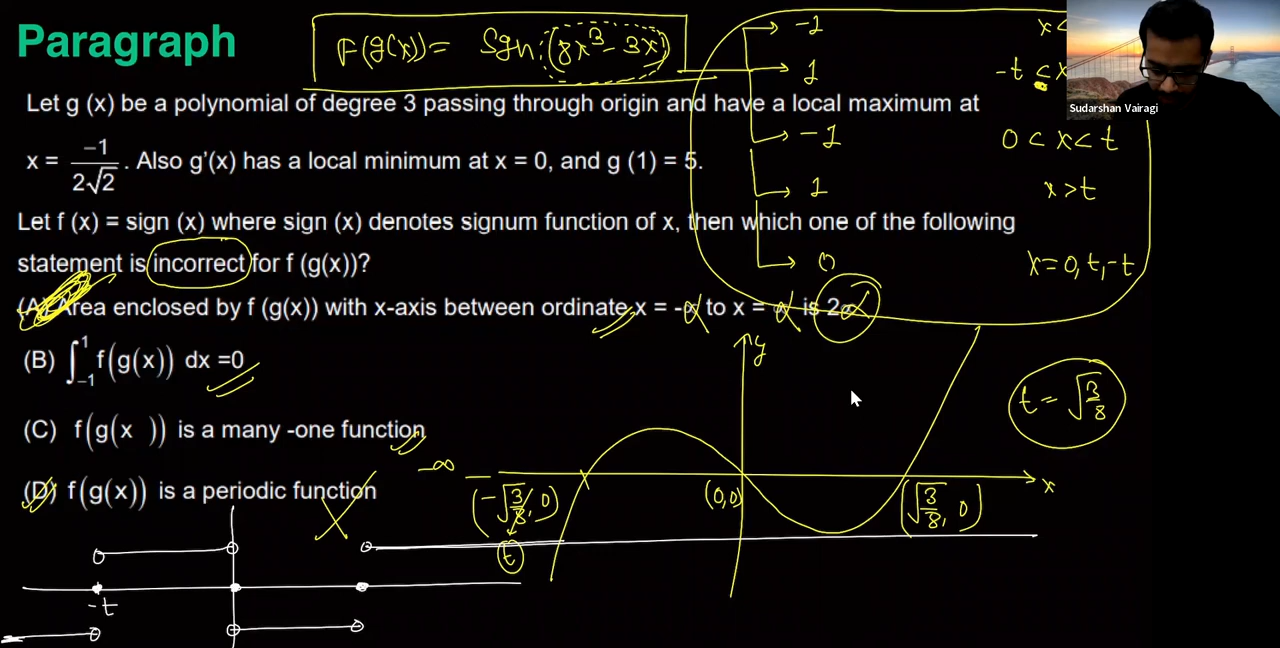 Paragraph
F(g(x)) = Sgn:(8x³ - 3x)
→ -1 x<
→ 1 -t < x
Sudarshan Vairagi
Let g (x) be a polynomial of degree 3 passing through origin and have a local maximum at
x = -1/2√2. Also g'(x) has a local minimum at x = 0, and g (1) = 5.
→ -1 0 < x < t
→ 1 x > t
Let f (x) = sign (x) where sign (x) denotes signum function of x, then which one of the following
statement is incorrect for f (g(x))?
→ 0 x = 0, t, -t
(A) Area enclosed by f (g(x)) with x-axis between ordinate x = -α to x = α is 2α
(B) ∫₋₁¹ f(g(x)) dx =0
y
t = √3/8
(C) f(g(x )) is a many -one function
-∞
x
(D) f(g(x)) is a periodic function
(-√3/8, 0)
(0,0)
(√3/8, 0)
t
-t